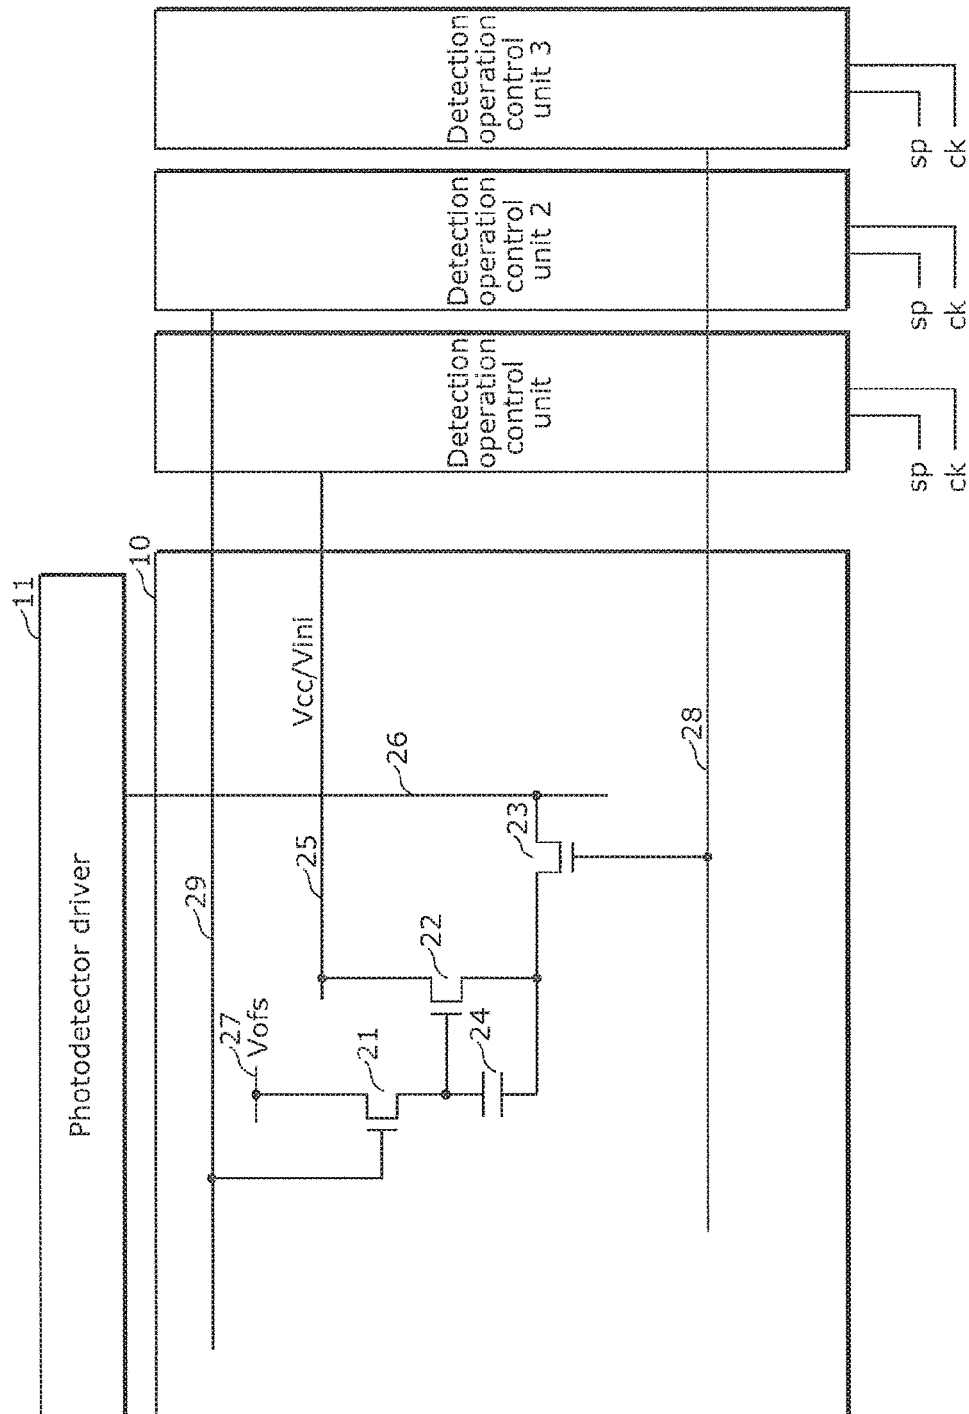 11
Photodetector driver
10
29
27
Vofs
25
Vcc/Vini
21
22
24
26
23
28
Detection
operation
control
unit
Detection
operation
control
unit 2
Detection
operation
control
unit 3
sp
ck
sp
ck
sp
ck